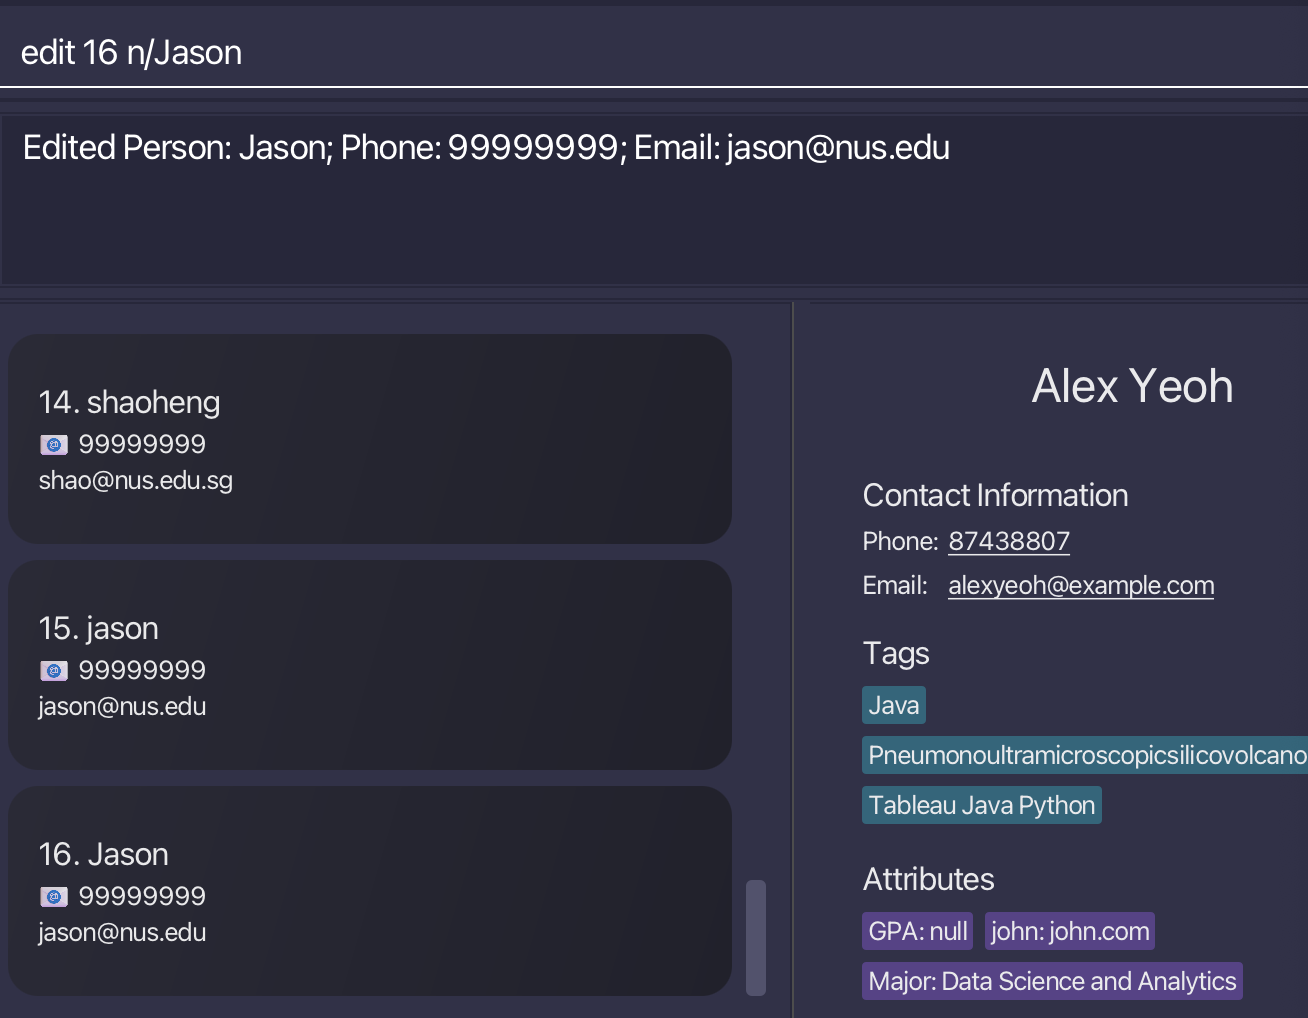 edit 16 n/Jason
Edited Person: Jason; Phone: 99999999; Email: jason@nus.edu
14. shaoheng
99999999
shao@nus.edu.sg
15. jason
99999999
jason@nus.edu
16. Jason
99999999
jason@nus.edu
Alex Yeoh
Contact Information
Phone: 87438807
Email: alexyeoh@example.com
Tags
Java
Pneumonoultramicroscopicsilicovolcano
Tableau Java Python
Attributes
GPA: null john: john.com
Major: Data Science and Analytics